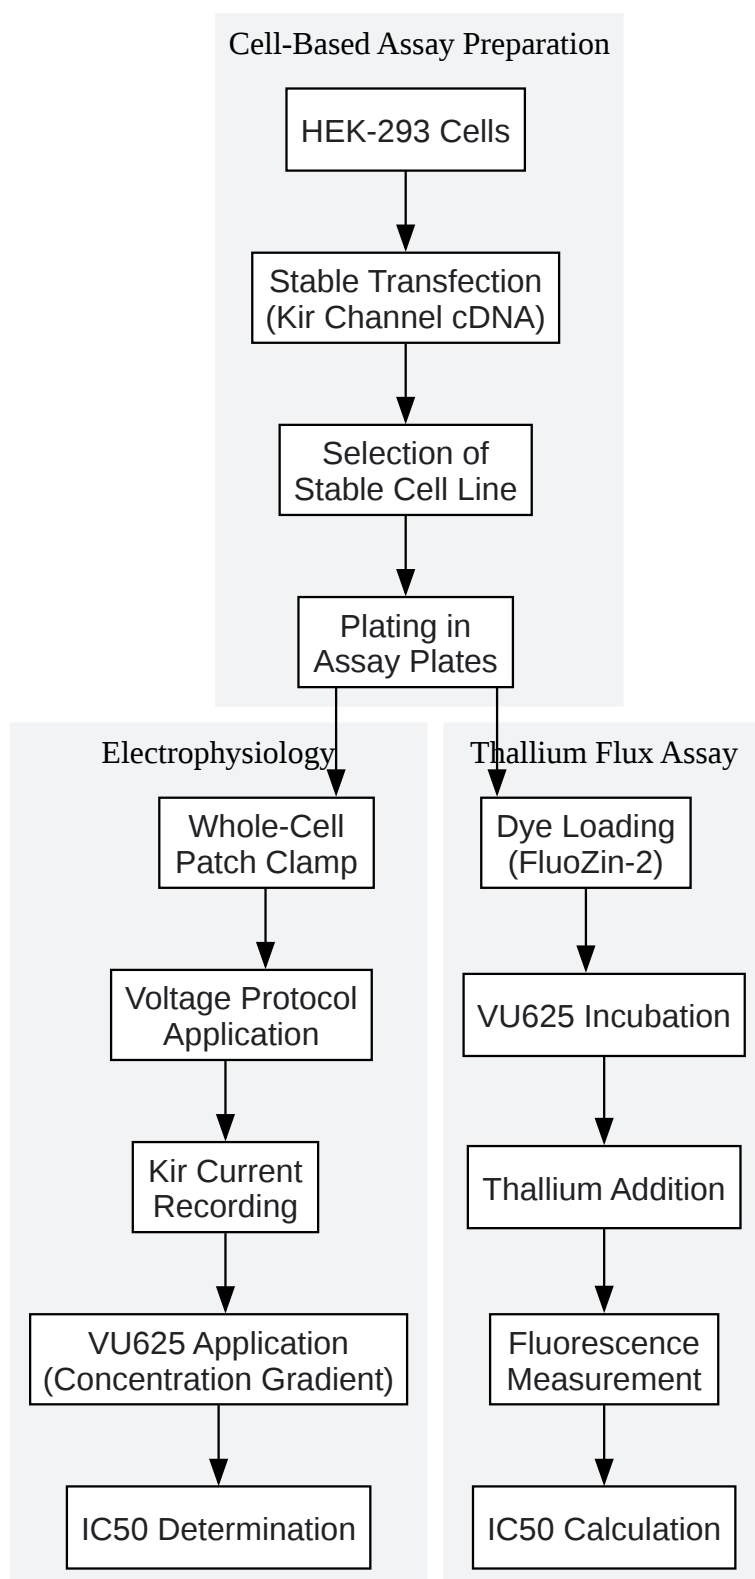 Cell-Based Assay Preparation
HEK-293 Cells
Stable Transfection
(Kir Channel cDNA)
Selection of
Stable Cell Line
Plating in
Assay Plates
Electrophysiology
Whole-Cell
Patch Clamp
Voltage Protocol
Application
Kir Current
Recording
VU625 Application
(Concentration Gradient)
IC50 Determination
Thallium Flux Assay
Dye Loading
(FluoZin-2)
VU625 Incubation
Thallium Addition
Fluorescence
Measurement
IC50 Calculation